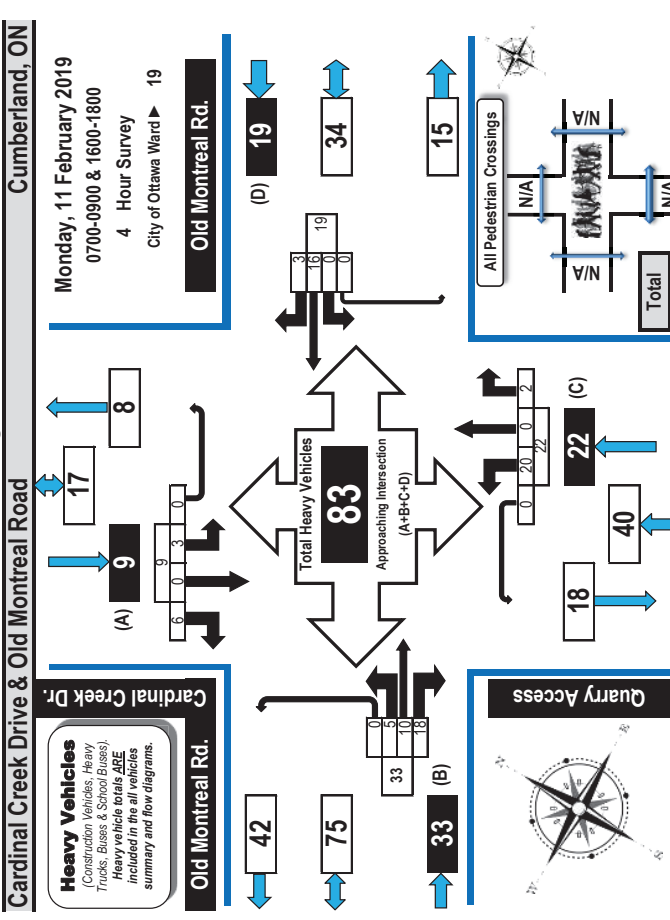 Cardinal Creek Drive & Old Montreal Road
Cumberland, ON
Heavy Vehicles
(Construction Vehicles, Heavy
Trucks, Buses & School Buses).
Heavy vehicle totals ARE
included in the all vehicles
summary and flow diagrams.
Cardinal Creek Dr.
Old Montreal Rd.
Monday, 11 February 2019
0700-0900 & 1600-1800
4 Hour Survey
City of Ottawa Ward ► 19
Old Montreal Rd.
(A)
9
17
8
9
6 0 3 0
42
75
33
(B)
33
0
5
10
18
Total Heavy Vehicles
83
Approaching Intersection
(A+B+C+D)
3
16
0
0
19
(D)
19
34
15
0 20 0 2
22
22
(C)
18
40
Quarry Access
All Pedestrian Crossings
N/A
N/A
N/A
N/A
Total